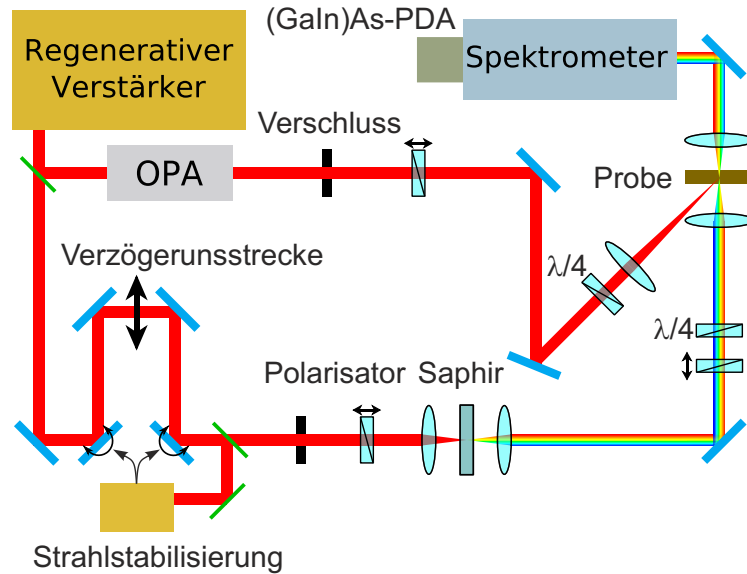 (GaIn)As-PDA
Regenerativer
Verstärker
Spektrometer
Verschluss
OPA
Probe
Verzögerunsstrecke
λ/4
λ/4
Polarisator
Saphir
Strahlstabilisierung